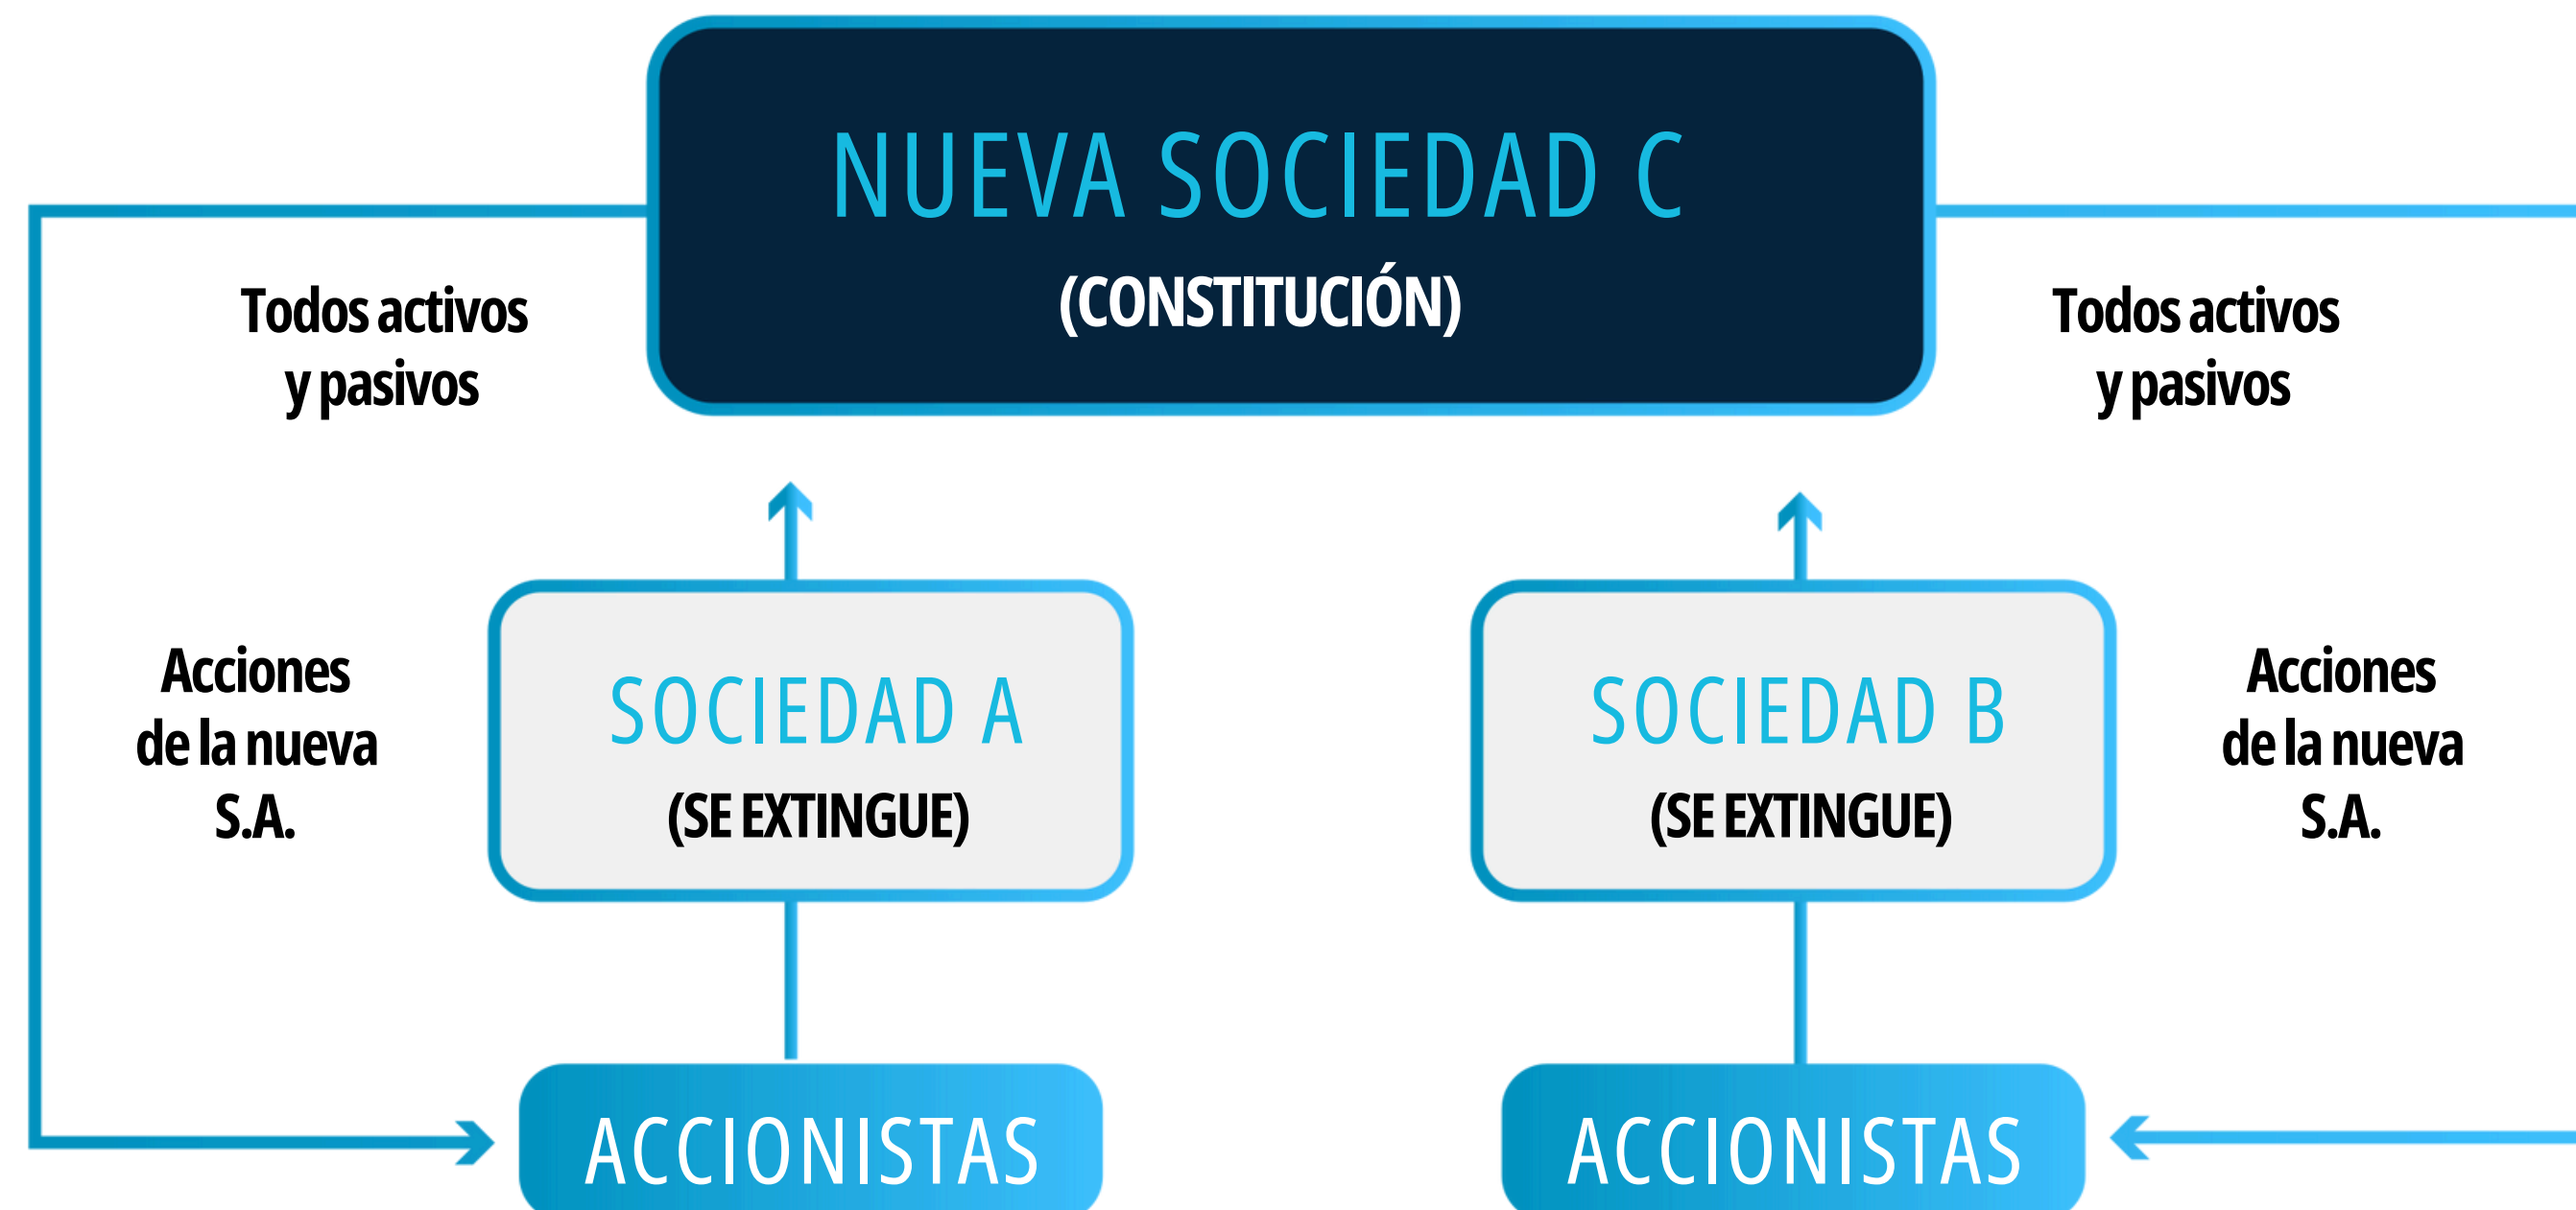 NUEVA SOCIEDAD C
(CONSTITUCIÓN)
Todos activos
y pasivos
Todos activos
y pasivos
Acciones
de la nueva
S.A.
SOCIEDAD A
(SE EXTINGUE)
SOCIEDAD B
(SE EXTINGUE)
Acciones
de la nueva
S.A.
ACCIONISTAS
ACCIONISTAS